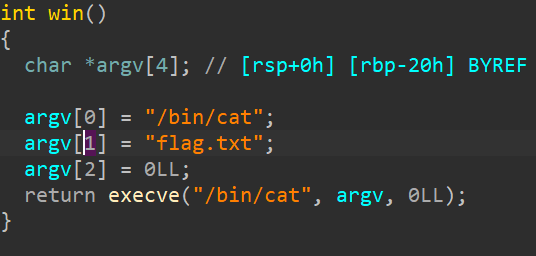 int win()
{
  char *argv[4]; // [rsp+0h] [rbp-20h] BYREF

  argv[0] = "/bin/cat";
  argv[1] = "flag.txt";
  argv[2] = 0LL;
  return execve("/bin/cat", argv, 0LL);
}